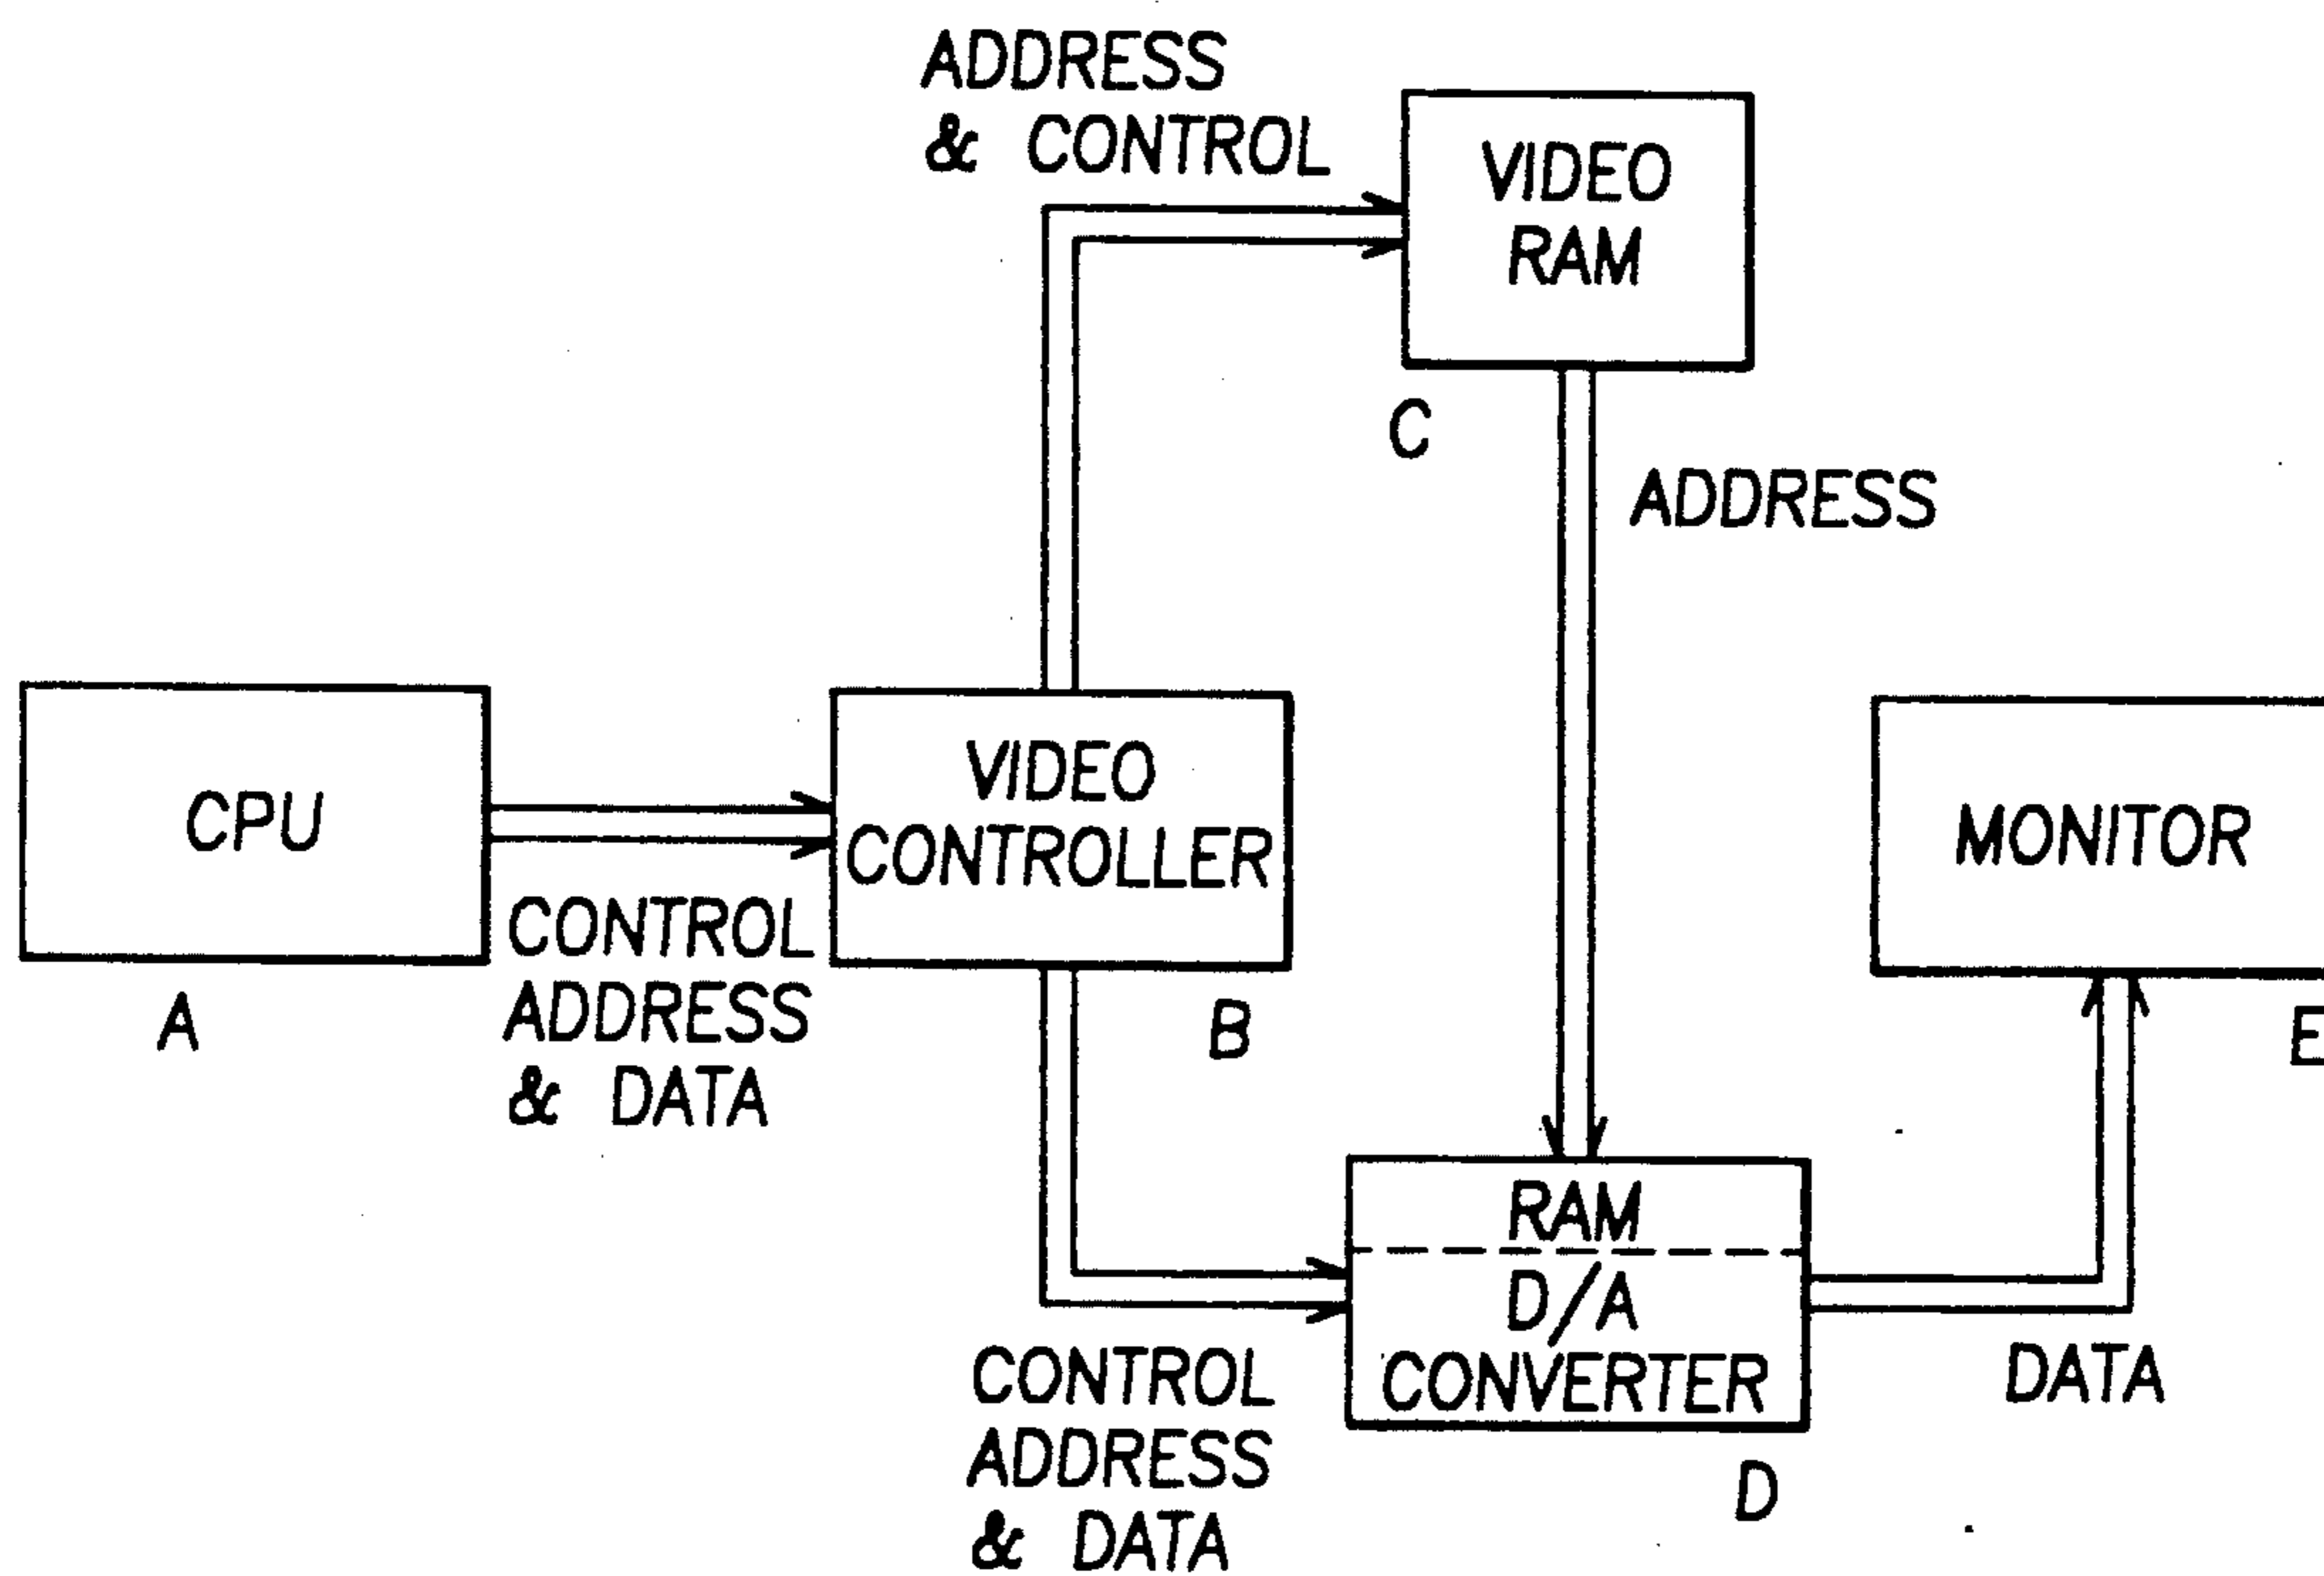 ADDRESS
& CONTROL
VIDEO
RAM
C
ADDRESS
CPU
A
CONTROL
ADDRESS
& DATA
VIDEO
CONTROLLER
B
MONITOR
E
RAM
D/A
CONVERTER
D
CONTROL
ADDRESS
& DATA
DATA